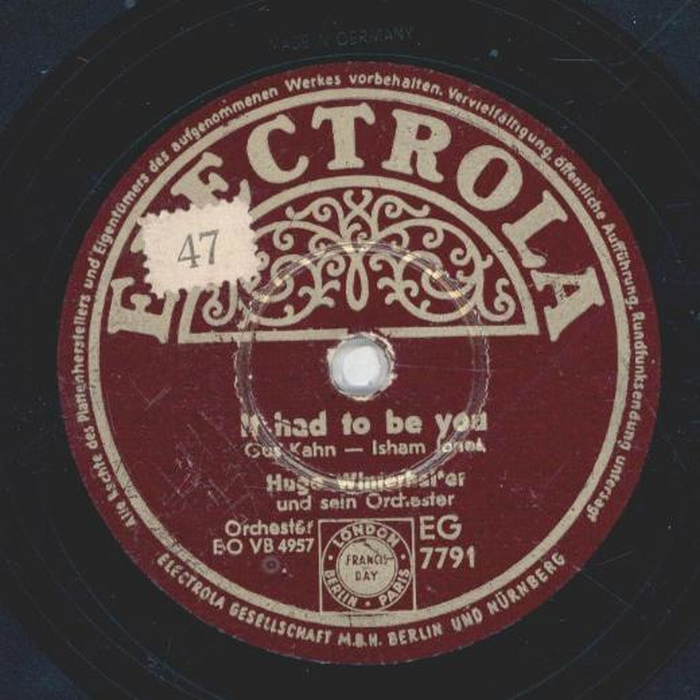 MADE IN GERMANY
Alle Rechte des Plattenherstellers und Eigentümers des aufgenommenen Werkes vorbehalten. Vervielfältigung, öffentliche Aufführung, Rundfunksendung untersagt
ELECTROLA
47
It had to be you
Gus Kahn — Isham Jones
Hugo Winterhalter
und sein Orchester
Orchester
E·O VB 4957
LONDON
FRANCIS
DAY
BERLIN · PARIS
EG
7791
ELECTROLA GESELLSCHAFT M.B.H. BERLIN UND NÜRNBERG